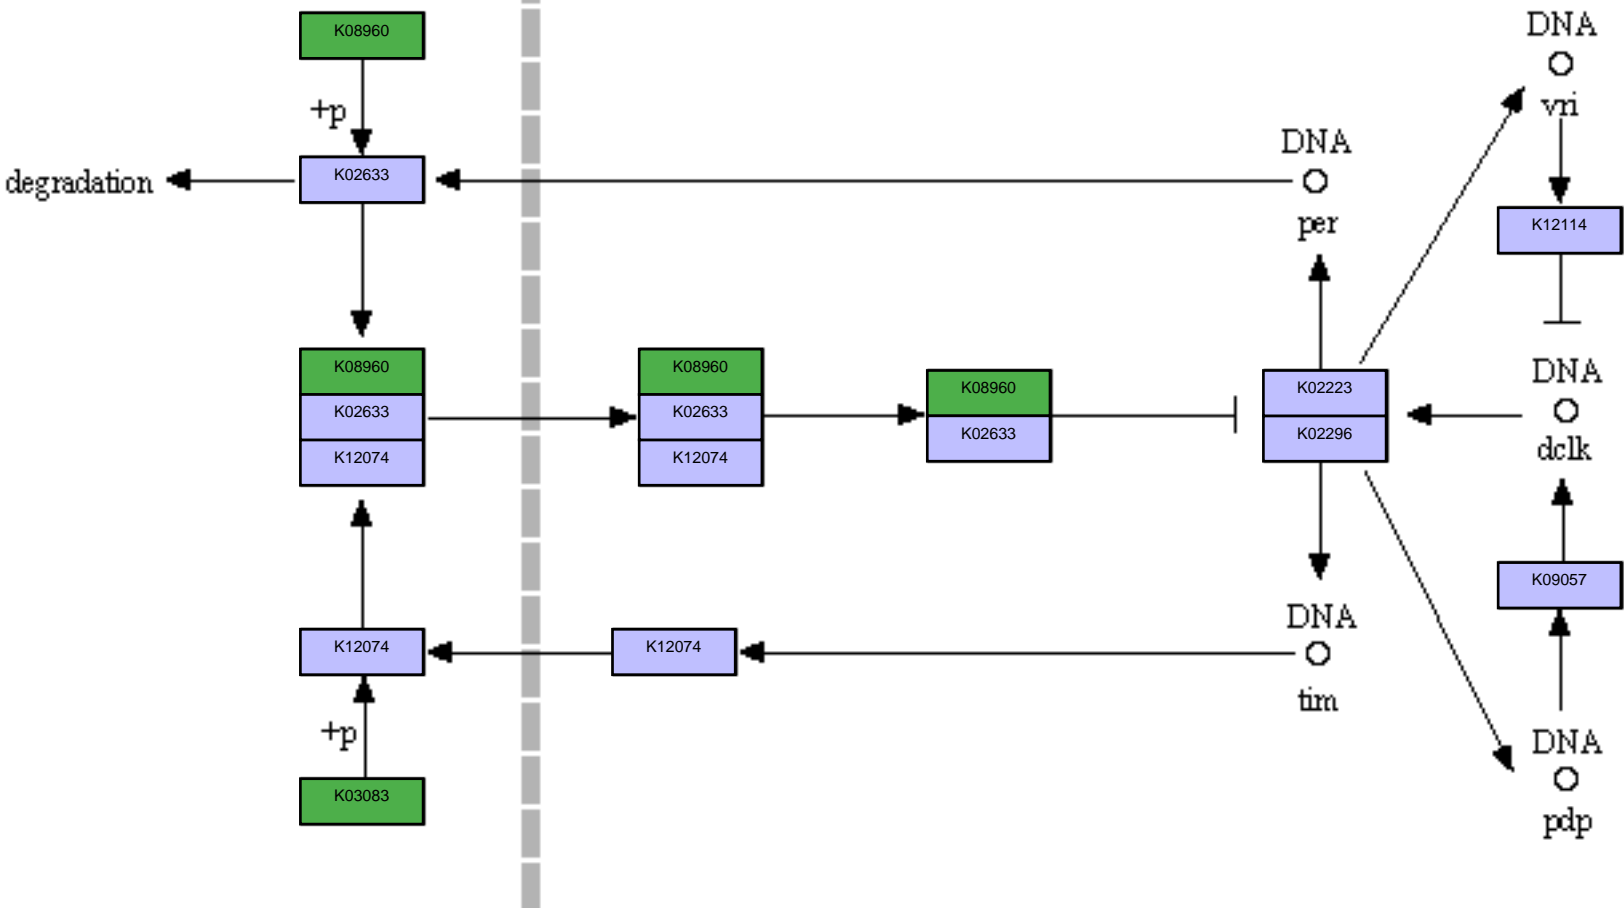 K08960
DNA
vri
+p
degradation
K02633
DNA
per
K12114
K08960
K02633
K12074
K08960
K02633
K12074
K08960
K02633
K02223
K02296
DNA
dclk
K09057
K12074
K12074
DNA
tim
+p
K03083
DNA
pdp